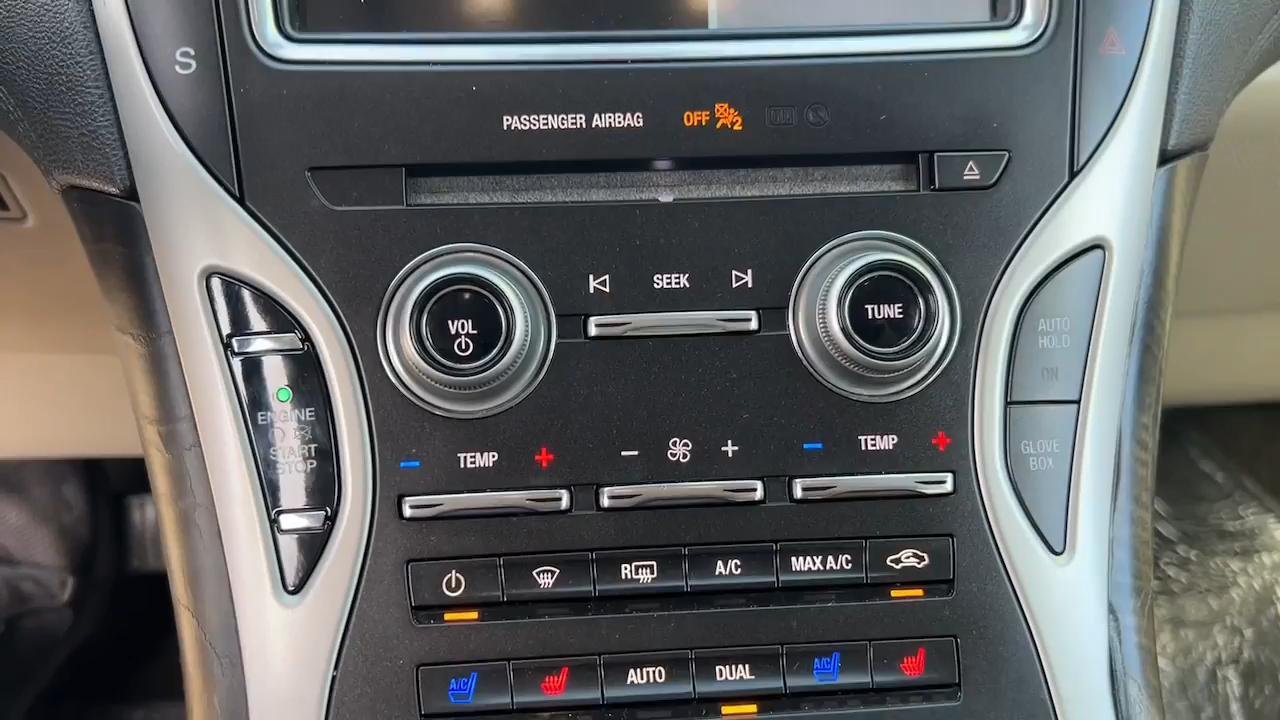 S
PASSENGER AIRBAG OFF 2
SEEK
VOL
TUNE
AUTO
HOLD
ON
ENGINE
START
STOP
GLOVE
BOX
- TEMP +
- +
- TEMP +
R
A/C
MAX A/C
A/C
AUTO
DUAL
A/C